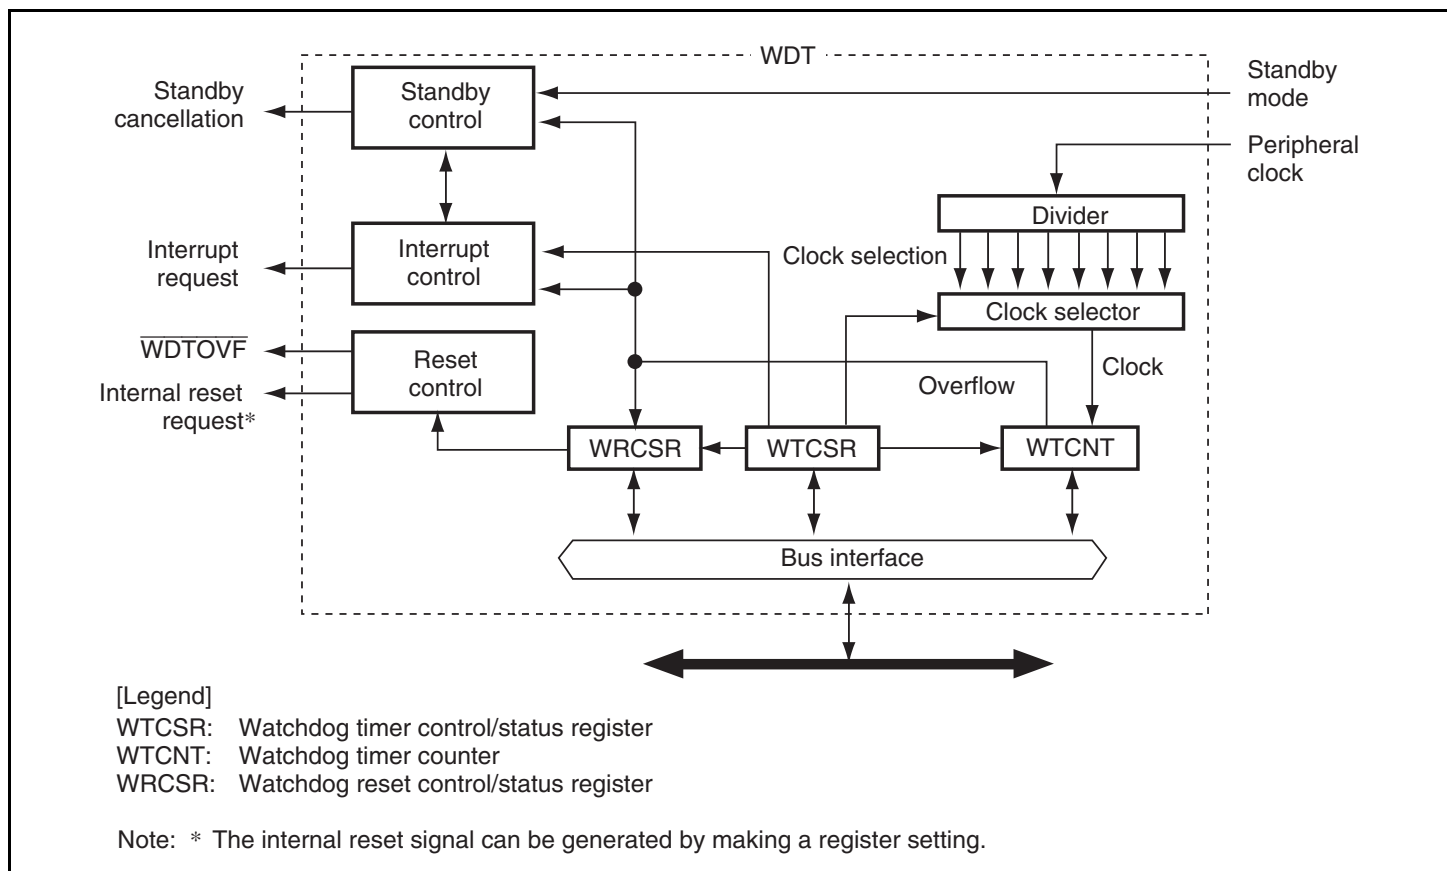 WDT
Standby
cancellation
Standby
control
Standby
mode
Peripheral
clock
Divider
Interrupt
request
Interrupt
control
Clock selection
Clock selector
WDTOVF
Internal reset
request*
Reset
control
Overflow
Clock
WRCSR
WTCSR
WTCNT
Bus interface
[Legend]
WTCSR: Watchdog timer control/status register
WTCNT: Watchdog timer counter
WRCSR: Watchdog reset control/status register
Note: * The internal reset signal can be generated by making a register setting.